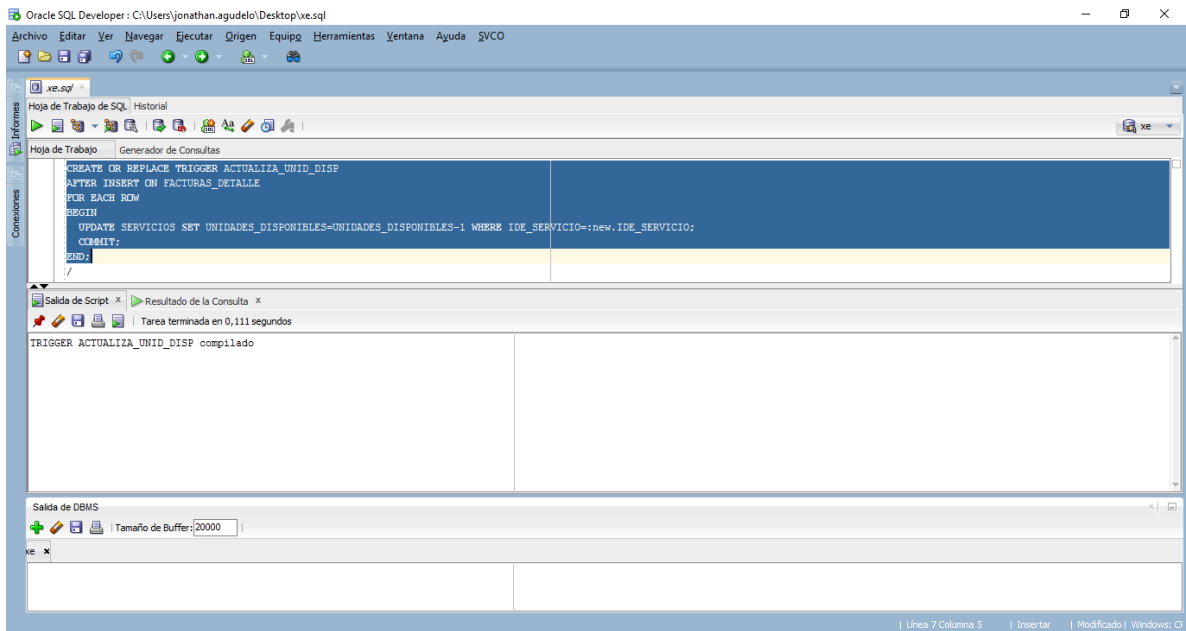 Oracle SQL Developer : C:\Users\jonathan.agudelo\Desktop\xe.sql
Archivo Editar Ver Navegar Ejecutar Origen Equipo Herramientas Ventana Ayuda SVCO
xe.sql
Hoja de Trabajo de SQL Historial
xe
Hoja de Trabajo Generador de Consultas
Informes
Conexiones
CREATE OR REPLACE TRIGGER ACTUALIZA_UNID_DISP
AFTER INSERT ON FACTURAS_DETALLE
FOR EACH ROW
BEGIN
UPDATE SERVICIOS SET UNIDADES_DISPONIBLES=UNIDADES_DISPONIBLES-1 WHERE IDE_SERVICIO=:new.IDE_SERVICIO;
COMMIT;
END;
/
Salida de Script x Resultado de la Consulta x
Tarea terminada en 0,111 segundos
TRIGGER ACTUALIZA_UNID_DISP compilado
Salida de DBMS
Tamaño de Buffer: 20000
xe x
| Línea 7 Columna 5 | Insertar | Modificado | Windows: CF